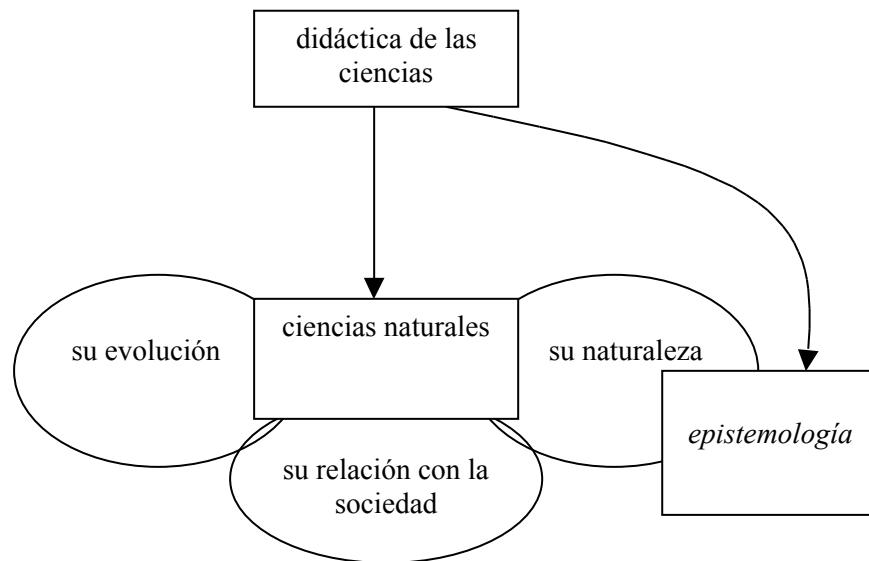 didáctica de las
ciencias
ciencias naturales
su evolución
su naturaleza
epistemología
su relación con la
sociedad